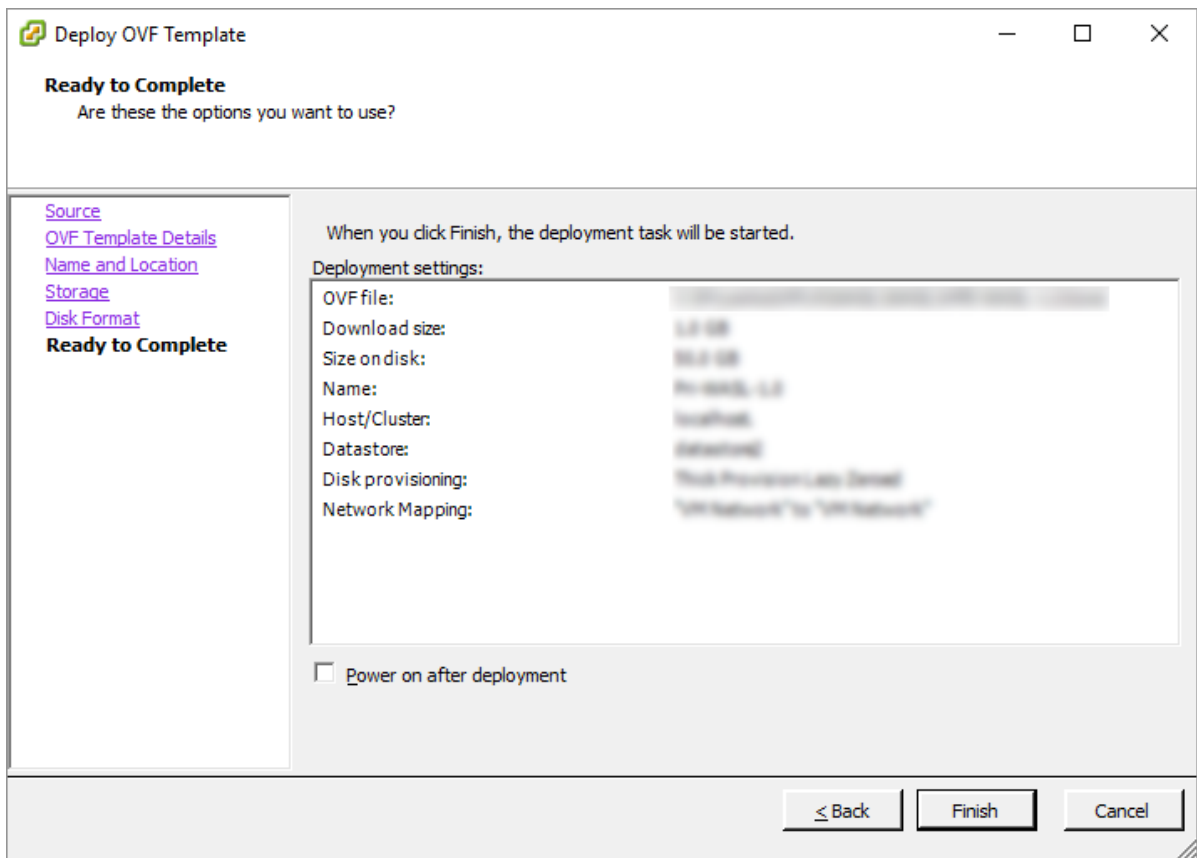 Deploy OVF Template
Ready to Complete
Are these the options you want to use?
Source
OVF Template Details
Name and Location
Storage
Disk Format
Ready to Complete
When you click Finish, the deployment task will be started.
Deployment settings:
OVF file:
Download size:
Size on disk:
Name:
Host/Cluster:
Datastore:
Disk provisioning:
Network Mapping:
Power on after deployment
< Back
Finish
Cancel